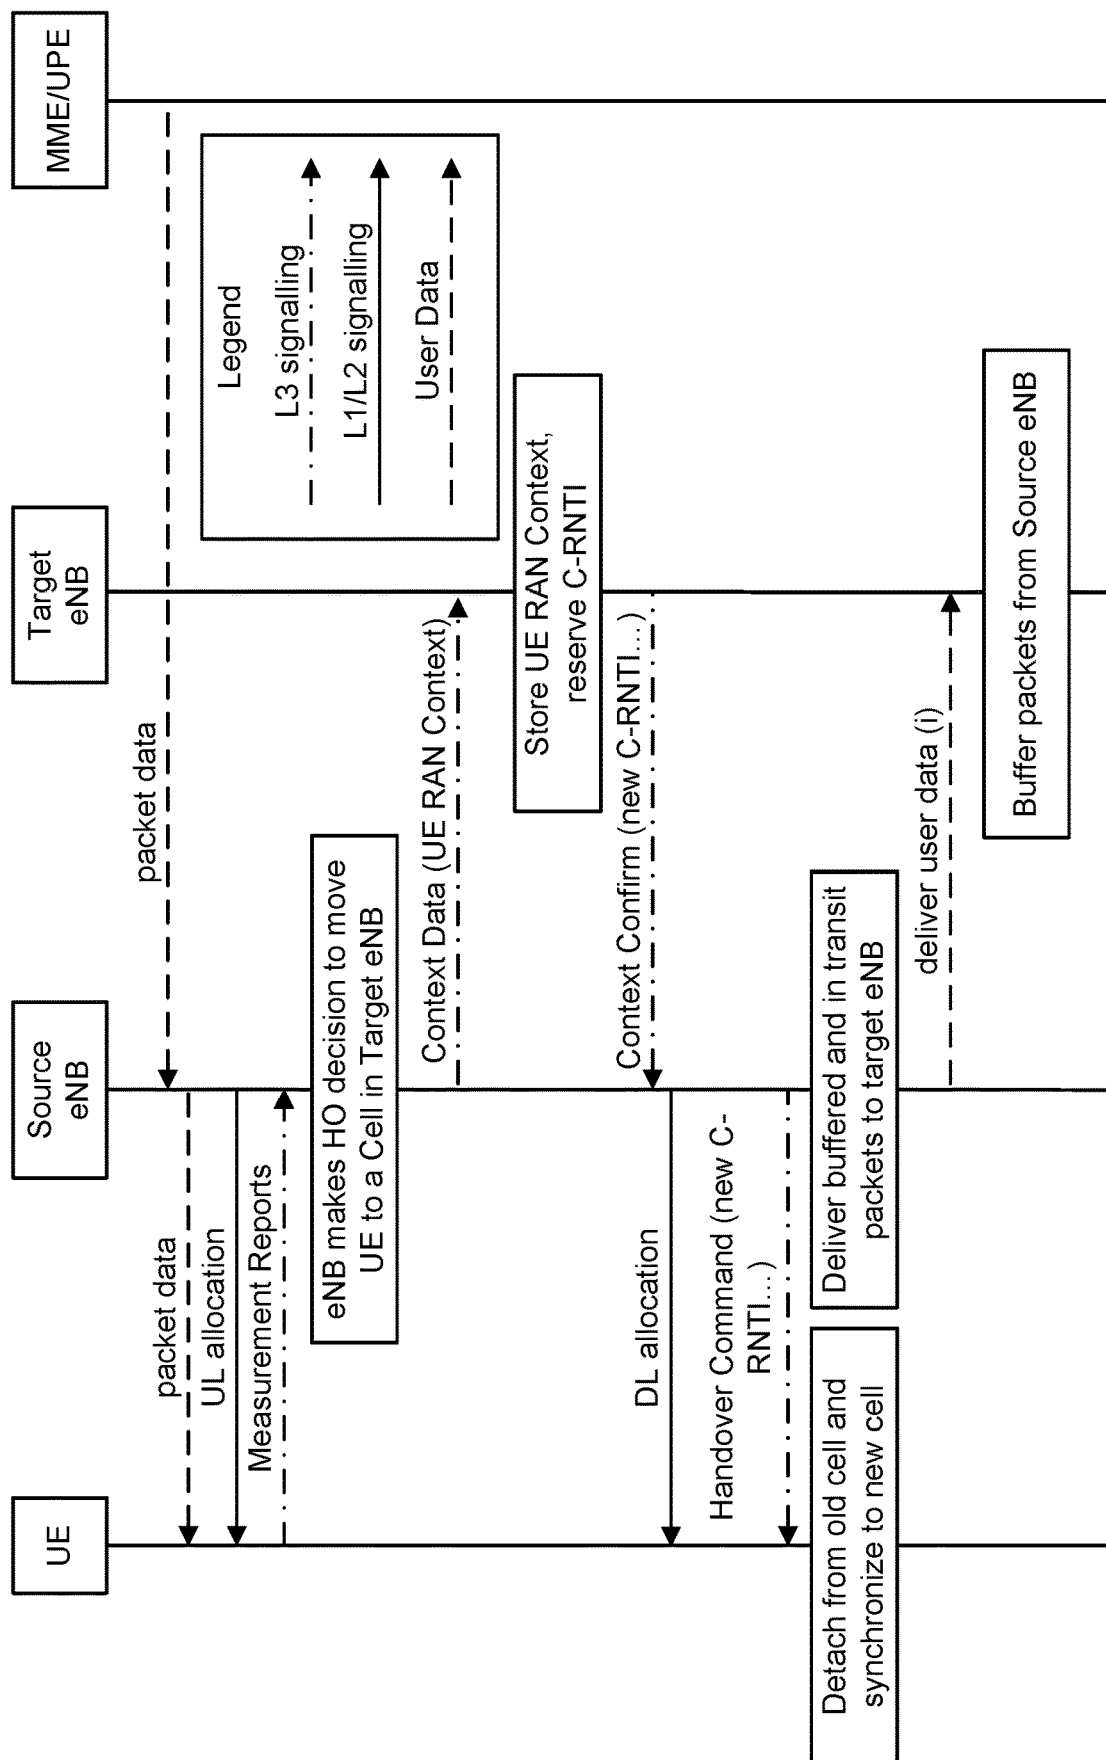 UE
Source
eNB
Target
eNB
MME/UPE
packet data
packet data
UL allocation
Measurement Reports
Legend
L3 signalling
L1/L2 signalling
User Data
eNB makes HO decision to move
UE to a Cell in Target eNB
Context Data (UE RAN Context)
Store UE RAN Context,
reserve C-RNTI
Context Confirm (new C-RNTI...)
DL allocation
Handover Command (new C-
RNTI...)
Detach from old cell and
synchronize to new cell
Deliver buffered and in transit
packets to target eNB
deliver user data (i)
Buffer packets from Source eNB